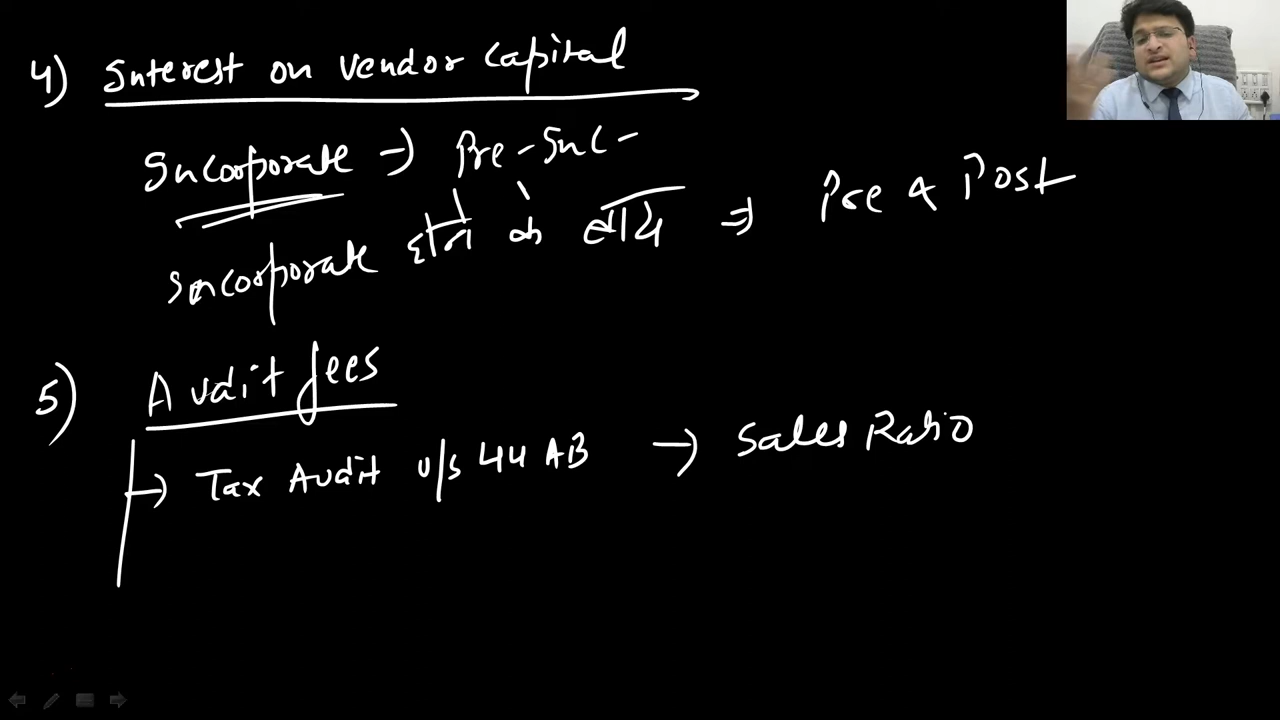 4) Interest on Vendor Capital
Incorporate → Pre-Inc-
Incorporate होने के बाद ⇒ Pre & Post
5) Audit fees
→ Tax Audit u/s 44 AB → Sales Ratio